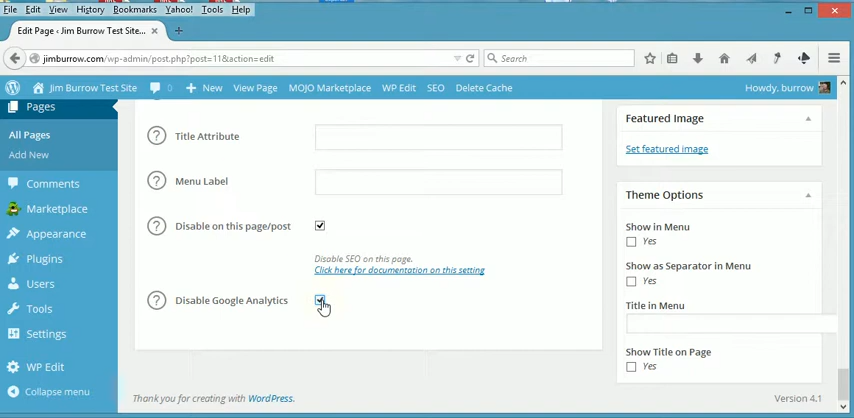 File Edit View History Bookmarks Yahoo! Tools Help
Edit Page ‹ Jim Burrow Test Site...
jimburrow.com/wp-admin/post.php?post=11&action=edit
Search
Jim Burrow Test Site 0 + New View Page MOJO Marketplace WP Edit SEO Delete Cache Howdy, burrow
Pages
All Pages
Add New
Comments
Marketplace
Appearance
Plugins
Users
Tools
Settings
WP Edit
Collapse menu
? Title Attribute
? Menu Label
? Disable on this page/post
Disable SEO on this page.
Click here for documentation on this setting
? Disable Google Analytics
Featured Image
Set featured image
Theme Options
Show in Menu
Yes
Show as Separator in Menu
Yes
Title in Menu
Show Title on Page
Yes
Thank you for creating with WordPress.
Version 4.1